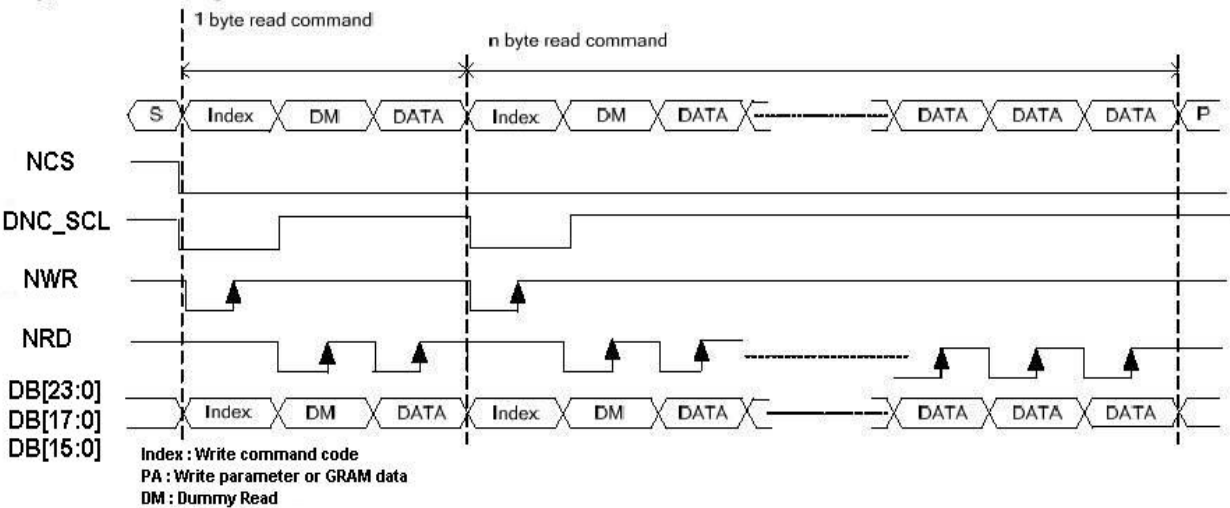 1 byte read command
n byte read command
S Index DM DATA Index DM DATA DATA DATA DATA P
NCS
DNC_SCL
NWR
NRD
DB[23:0]
DB[17:0]
DB[15:0]
Index DM DATA Index DM DATA DATA DATA DATA
Index : Write command code
PA : Write parameter or GRAM data
DM : Dummy Read